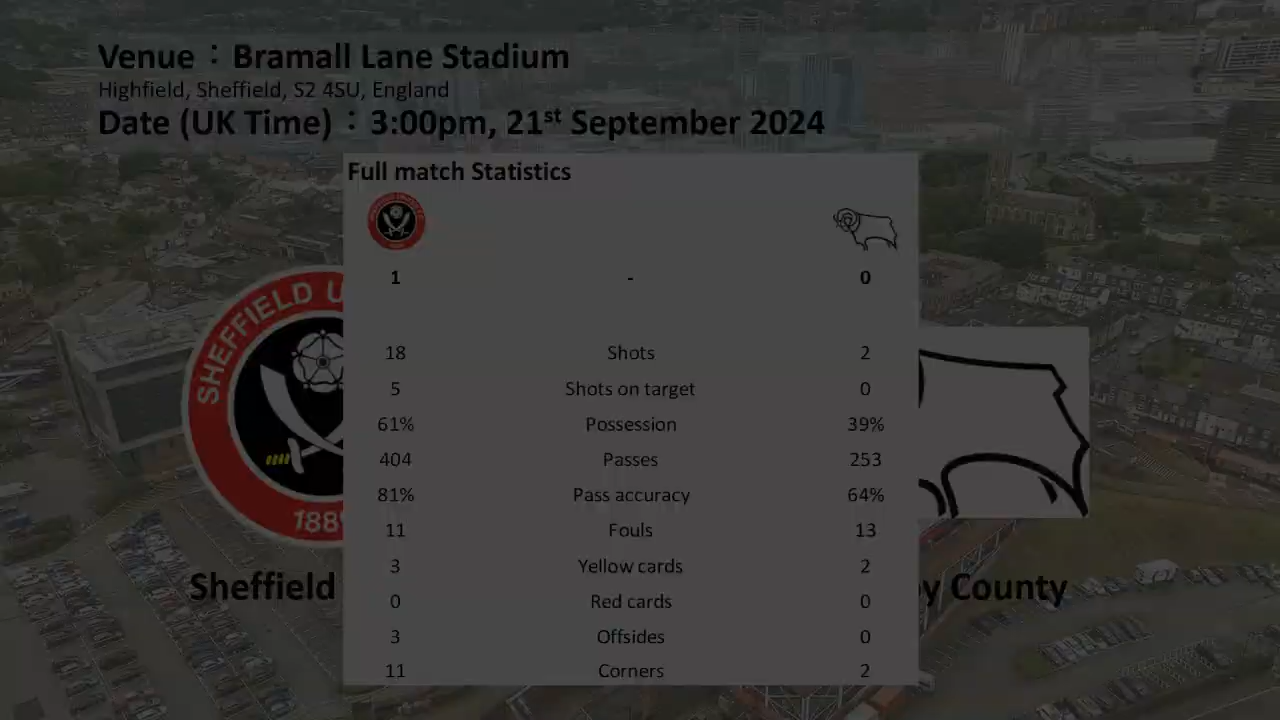 Venue：Bramall Lane Stadium
Highfield, Sheffield, S2 4SU, England
Date (UK Time)：3:00pm, 21st September 2024
Full match Statistics
1 - 0
18 Shots 2
5 Shots on target 0
61% Possession 39%
404 Passes 253
81% Pass accuracy 64%
11 Fouls 13
3 Yellow cards 2
0 Red cards 0
3 Offsides 0
11 Corners 2
SHEFFIELD U
1889
Sheffield
y County